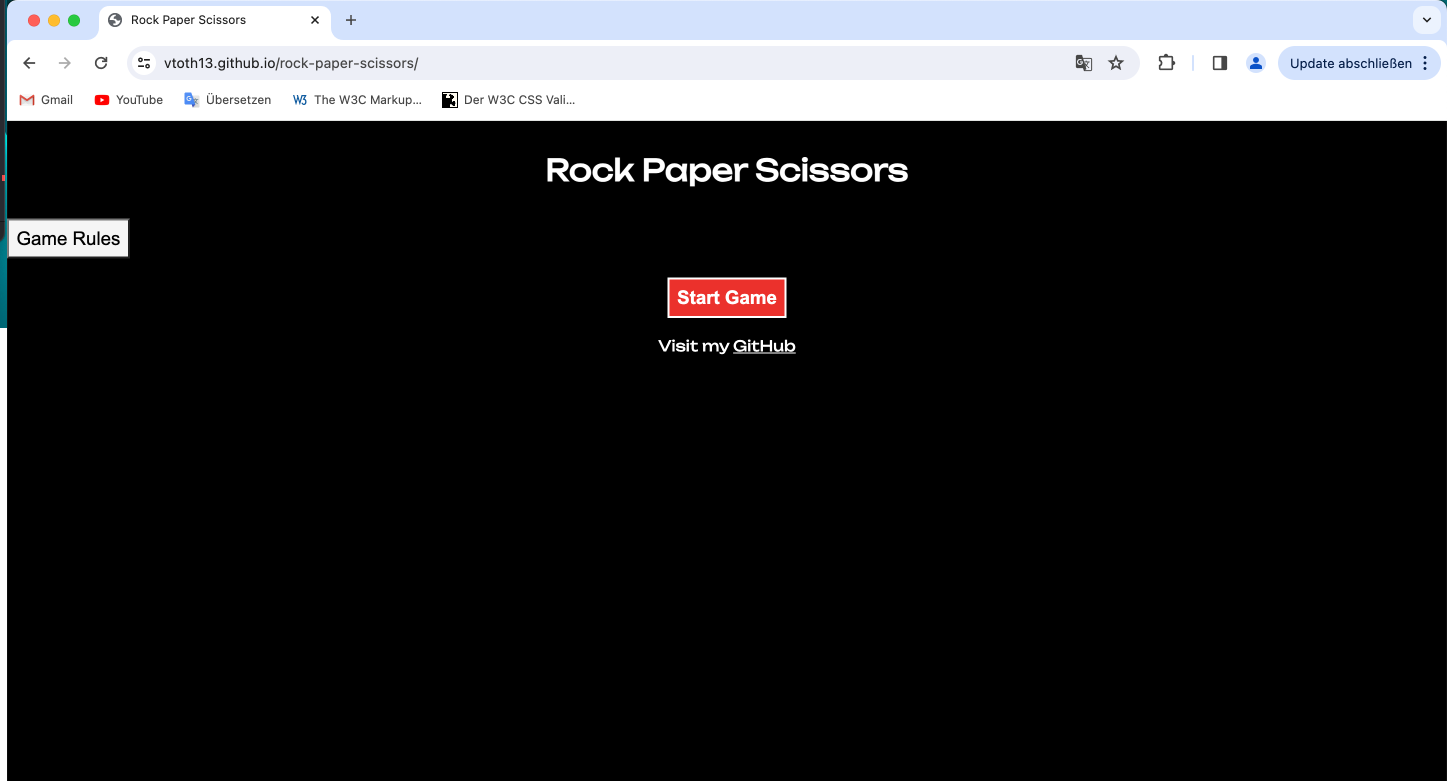 Rock Paper Scissors
vtoth13.github.io/rock-paper-scissors/
Update abschließen
Gmail
YouTube
Übersetzen
W3 The W3C Markup...
Der W3C CSS Vali...
Rock Paper Scissors
Game Rules
Start Game
Visit my GitHub